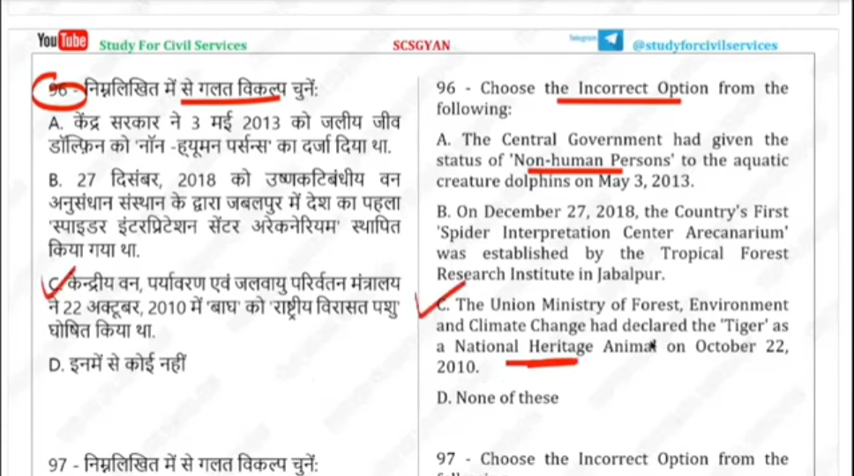 You Tube Study For Civil Services
SCSGYAN
Telegram @studyforcivilservices
96 - निम्नलिखित में से गलत विकल्प चुनें:
A. केंद्र सरकार ने 3 मई 2013 को जलीय जीव
डॉल्फ़िन को 'नॉन -ह्यूमन पर्सन्स' का दर्जा दिया था.
B. 27 दिसंबर, 2018 को उष्णकटिबंधीय वन
अनुसंधान संस्थान के द्वारा जबलपुर में देश का पहला
'स्पाइडर इंटरप्रिटेशन सेंटर अरेकनेरियम' स्थापित
किया गया था.
C. केन्द्रीय वन, पर्यावरण एवं जलवायु परिवर्तन मंत्रालय
ने 22 अक्टूबर, 2010 में 'बाघ' को 'राष्ट्रीय विरासत पशु'
घोषित किया था.
D. इनमें से कोई नहीं
97 - निम्नलिखित में से गलत विकल्प चुनें:
96 - Choose the Incorrect Option from the
following:
A. The Central Government had given the
status of 'Non-human Persons' to the aquatic
creature dolphins on May 3, 2013.
B. On December 27, 2018, the Country's First
'Spider Interpretation Center Arecanarium'
was established by the Tropical Forest
Research Institute in Jabalpur.
C. The Union Ministry of Forest, Environment
and Climate Change had declared the 'Tiger' as
a National Heritage Animal on October 22,
2010.
D. None of these
97 - Choose the Incorrect Option from the